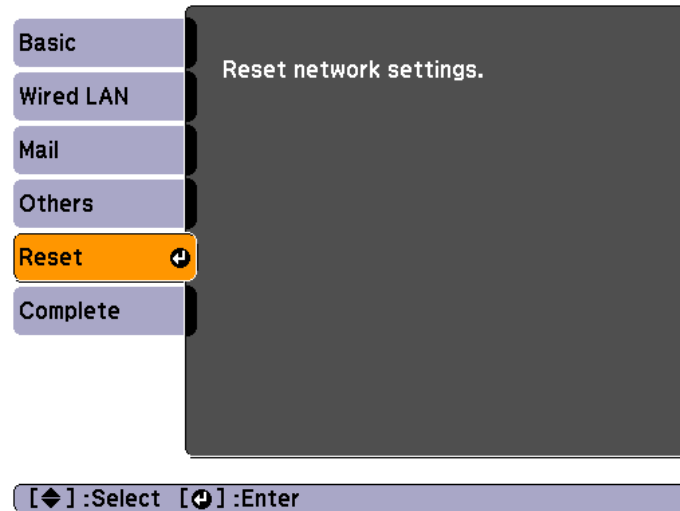 Basic
Wired LAN
Mail
Others
Reset
Complete
Reset network settings.
[◆]:Select [↵]:Enter